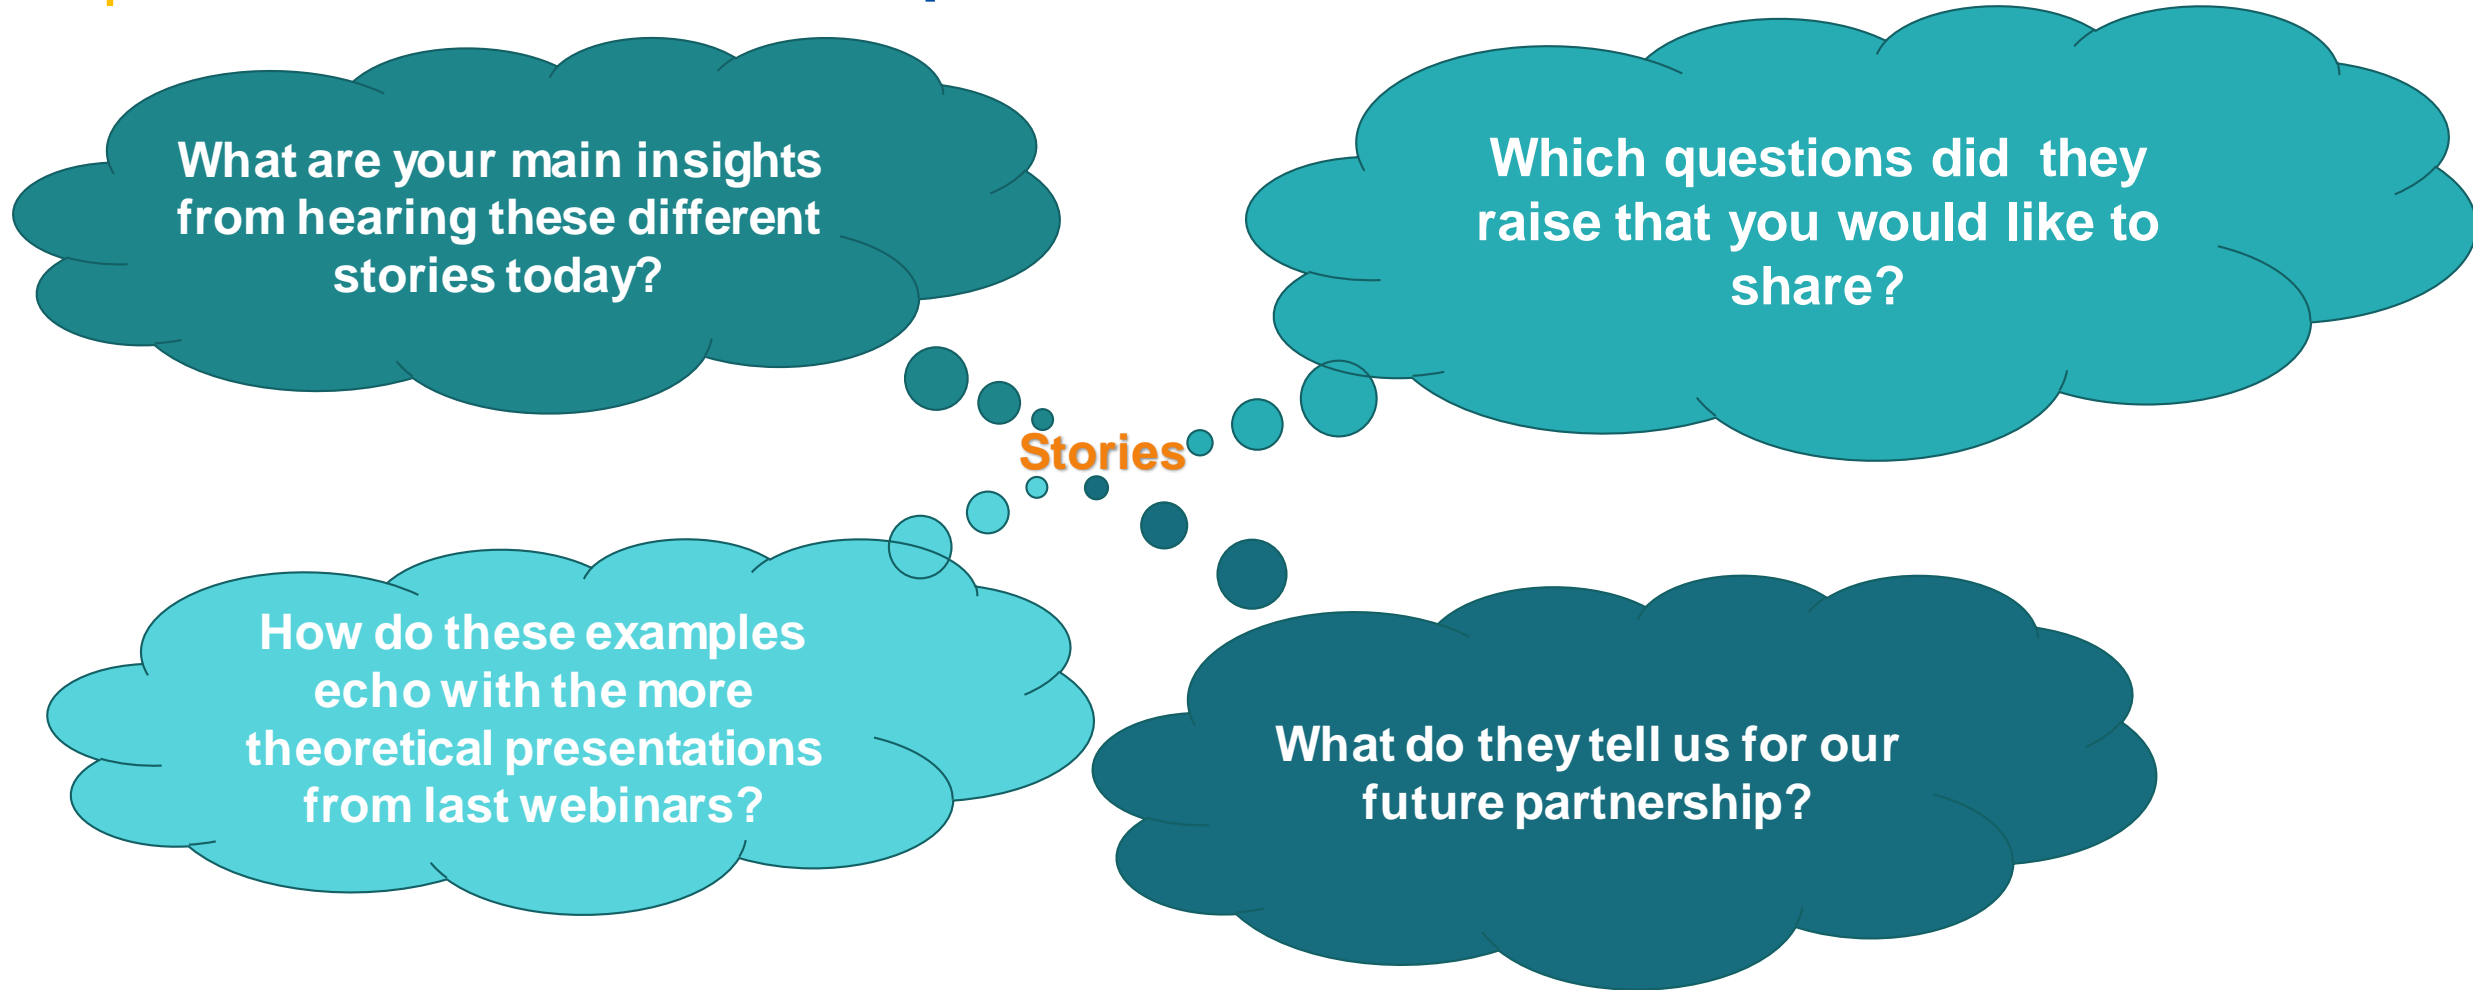 What are your main insights
from hearing these different
stories today?
Which questions did they
raise that you would like to
share?
Stories
How do these examples
echo with the more
theoretical presentations
from last webinars?
What do they tell us for our
future partnership?